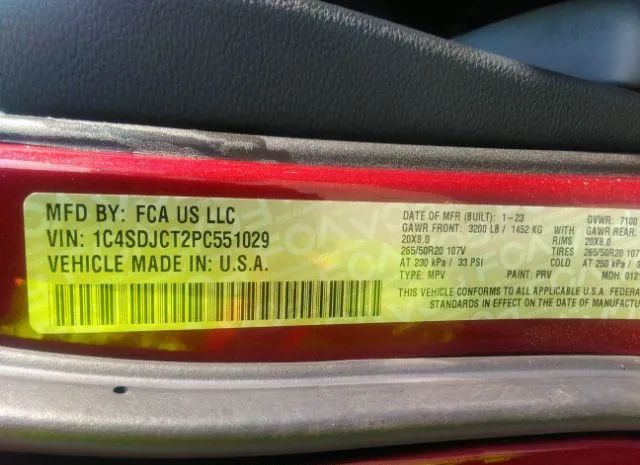 MFD BY: FCA US LLC
VIN: 1C4SDJCT2PC551029
VEHICLE MADE IN: U.S.A.
DATE OF MFR (BUILT): 1-23 GVWR: 7100
GAWR FRONT: 3200 LB / 1452 KG WITH GAWR REAR:
20X8.0 RIMS 20X8.0
265/50R20 107V TIRES 265/50R20 107V
AT 230 kPa / 33 PSI COLD AT 250 kPa /
TYPE: MPV PAINT: PRV MDH: 012
THIS VEHICLE CONFORMS TO ALL APPLICABLE U.S.A. FEDERA
STANDARDS IN EFFECT ON THE DATE OF MANUFACTUR